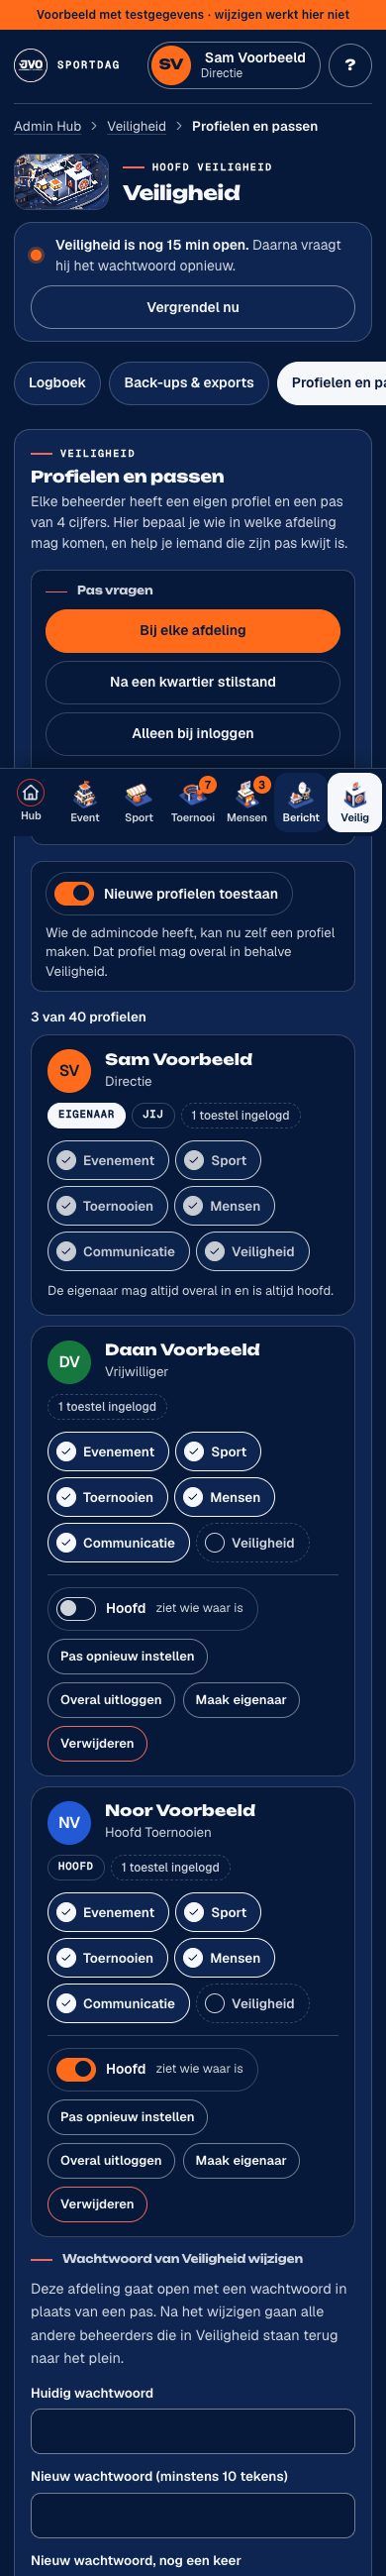 Voorbeeld met testgegevens · wijzigen werkt hier niet
JVO SPORTDAG
SV Sam Voorbeeld
Directie
?
Admin Hub > Veiligheid > Profielen en passen
HOOFD VEILIGHEID
Veiligheid
Veiligheid is nog 15 min open. Daarna vraagt
hij het wachtwoord opnieuw.
Vergrendel nu
Logboek Back-ups & exports Profielen en pa
VEILIGHEID
Profielen en passen
Elke beheerder heeft een eigen profiel en een pas
van 4 cijfers. Hier bepaal je wie in welke afdeling
mag komen, en help je iemand die zijn pas kwijt is.
Pas vragen
Bij elke afdeling
Na een kwartier stilstand
Alleen bij inloggen
7 3
Hub Event Sport Toernooi Mensen Bericht Veilig
Nieuwe profielen toestaan
Wie de admincode heeft, kan nu zelf een profiel
maken. Dat profiel mag overal in behalve
Veiligheid.
3 van 40 profielen
SV Sam Voorbeeld
Directie
EIGENAAR JIJ 1 toestel ingelogd
Evenement Sport
Toernooien Mensen
Communicatie Veiligheid
De eigenaar mag altijd overal in en is altijd hoofd.
DV Daan Voorbeeld
Vrijwilliger
1 toestel ingelogd
Evenement Sport
Toernooien Mensen
Communicatie Veiligheid
Hoofd ziet wie waar is
Pas opnieuw instellen
Overal uitloggen Maak eigenaar
Verwijderen
NV Noor Voorbeeld
Hoofd Toernooien
HOOFD 1 toestel ingelogd
Evenement Sport
Toernooien Mensen
Communicatie Veiligheid
Hoofd ziet wie waar is
Pas opnieuw instellen
Overal uitloggen Maak eigenaar
Verwijderen
Wachtwoord van Veiligheid wijzigen
Deze afdeling gaat open met een wachtwoord in
plaats van een pas. Na het wijzigen gaan alle
andere beheerders die in Veiligheid staan terug
naar het plein.
Huidig wachtwoord
Nieuw wachtwoord (minstens 10 tekens)
Nieuw wachtwoord, nog een keer